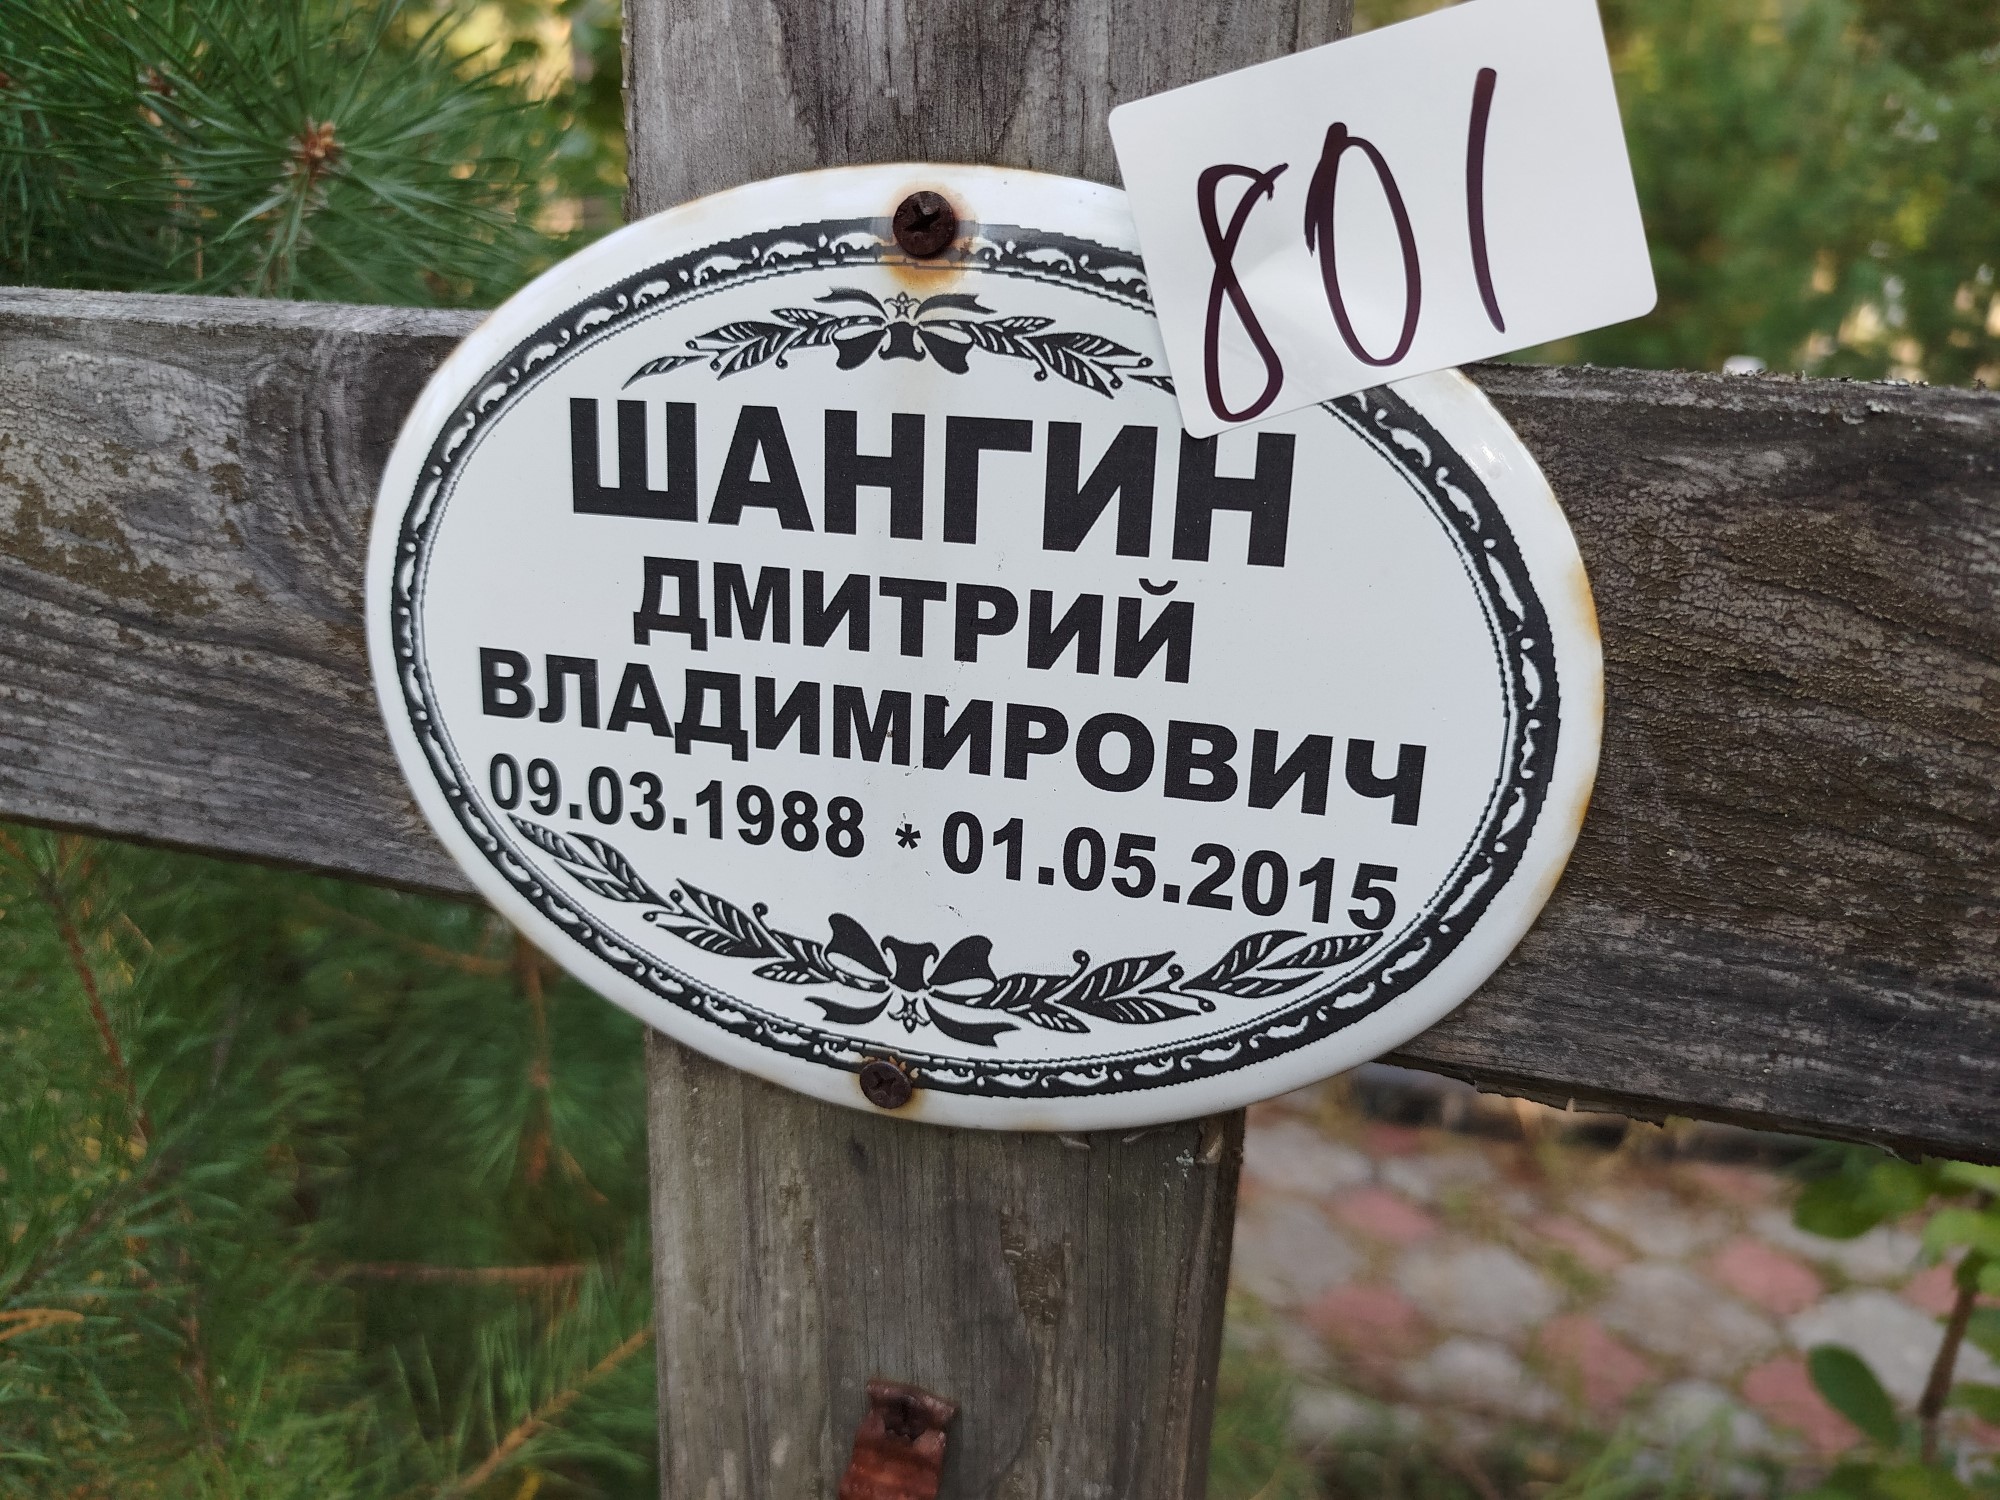 801
ШАНГИН
ДМИТРИЙ
ВЛАДИМИРОВИЧ
09.03.1988 * 01.05.2015